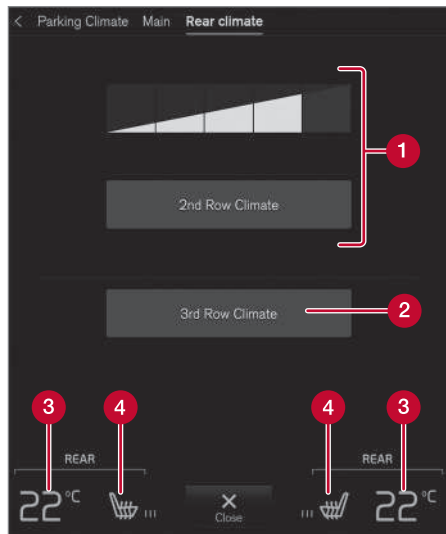 < Parking Climate Main Rear climate
1
2nd Row Climate
3rd Row Climate
2
3 4 4 3
REAR REAR
22°C 22°C
Close